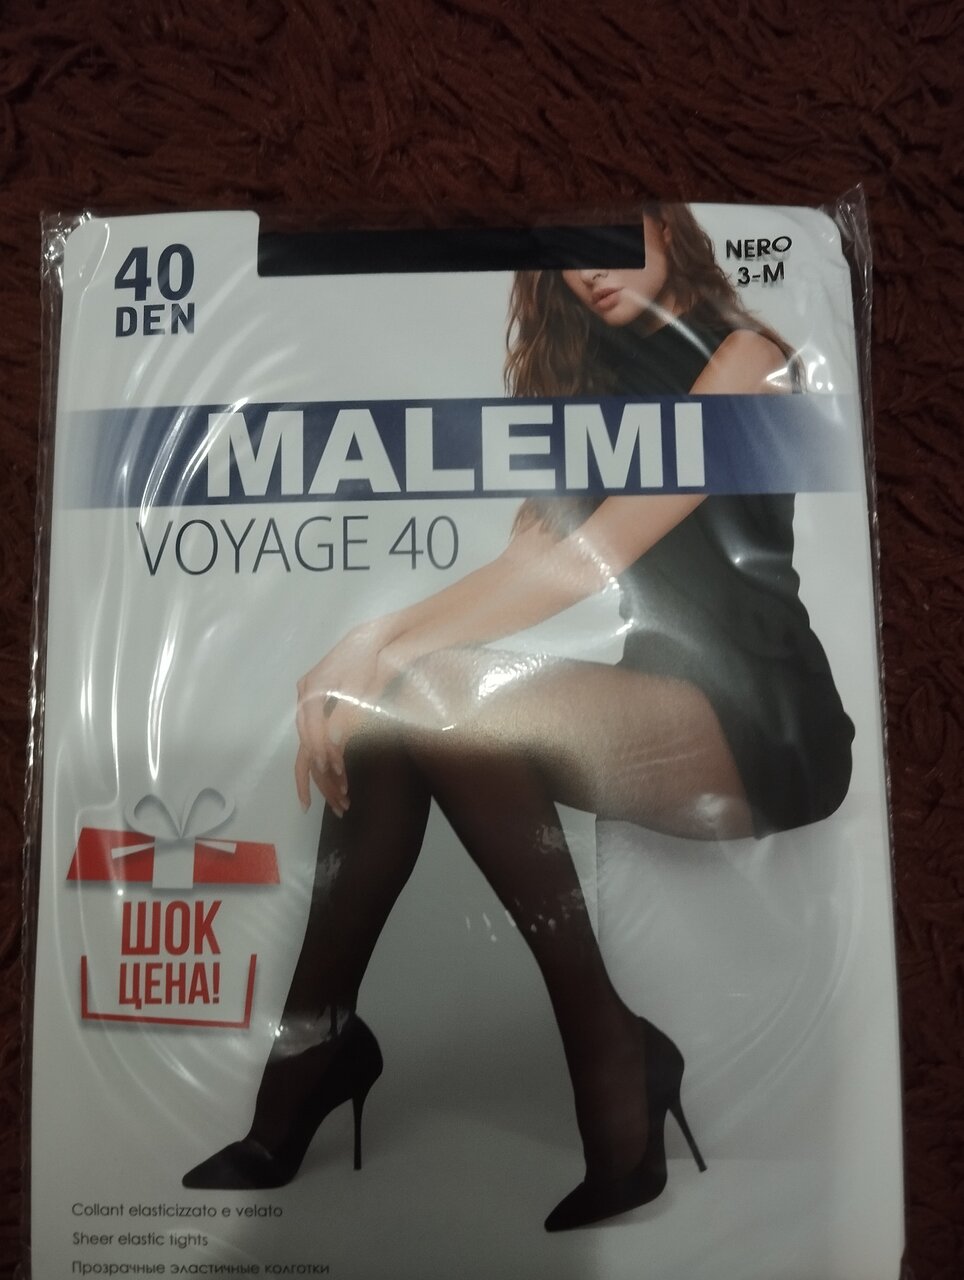 40
DEN
NERO
3-M
MALEMI
VOYAGE 40
ШОК
ЦЕНА!
Collant elasticizzato e velato
Sheer elastic tights
Прозрачные эластичные колготки